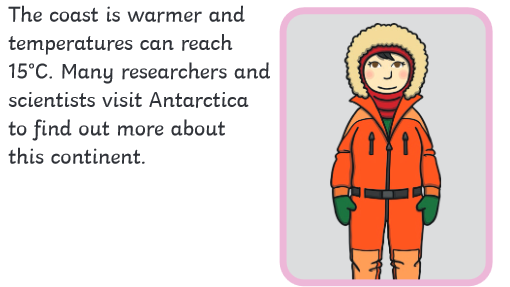 The coast is warmer and
temperatures can reach
15°C. Many researchers and
scientists visit Antarctica
to find out more about
this continent.